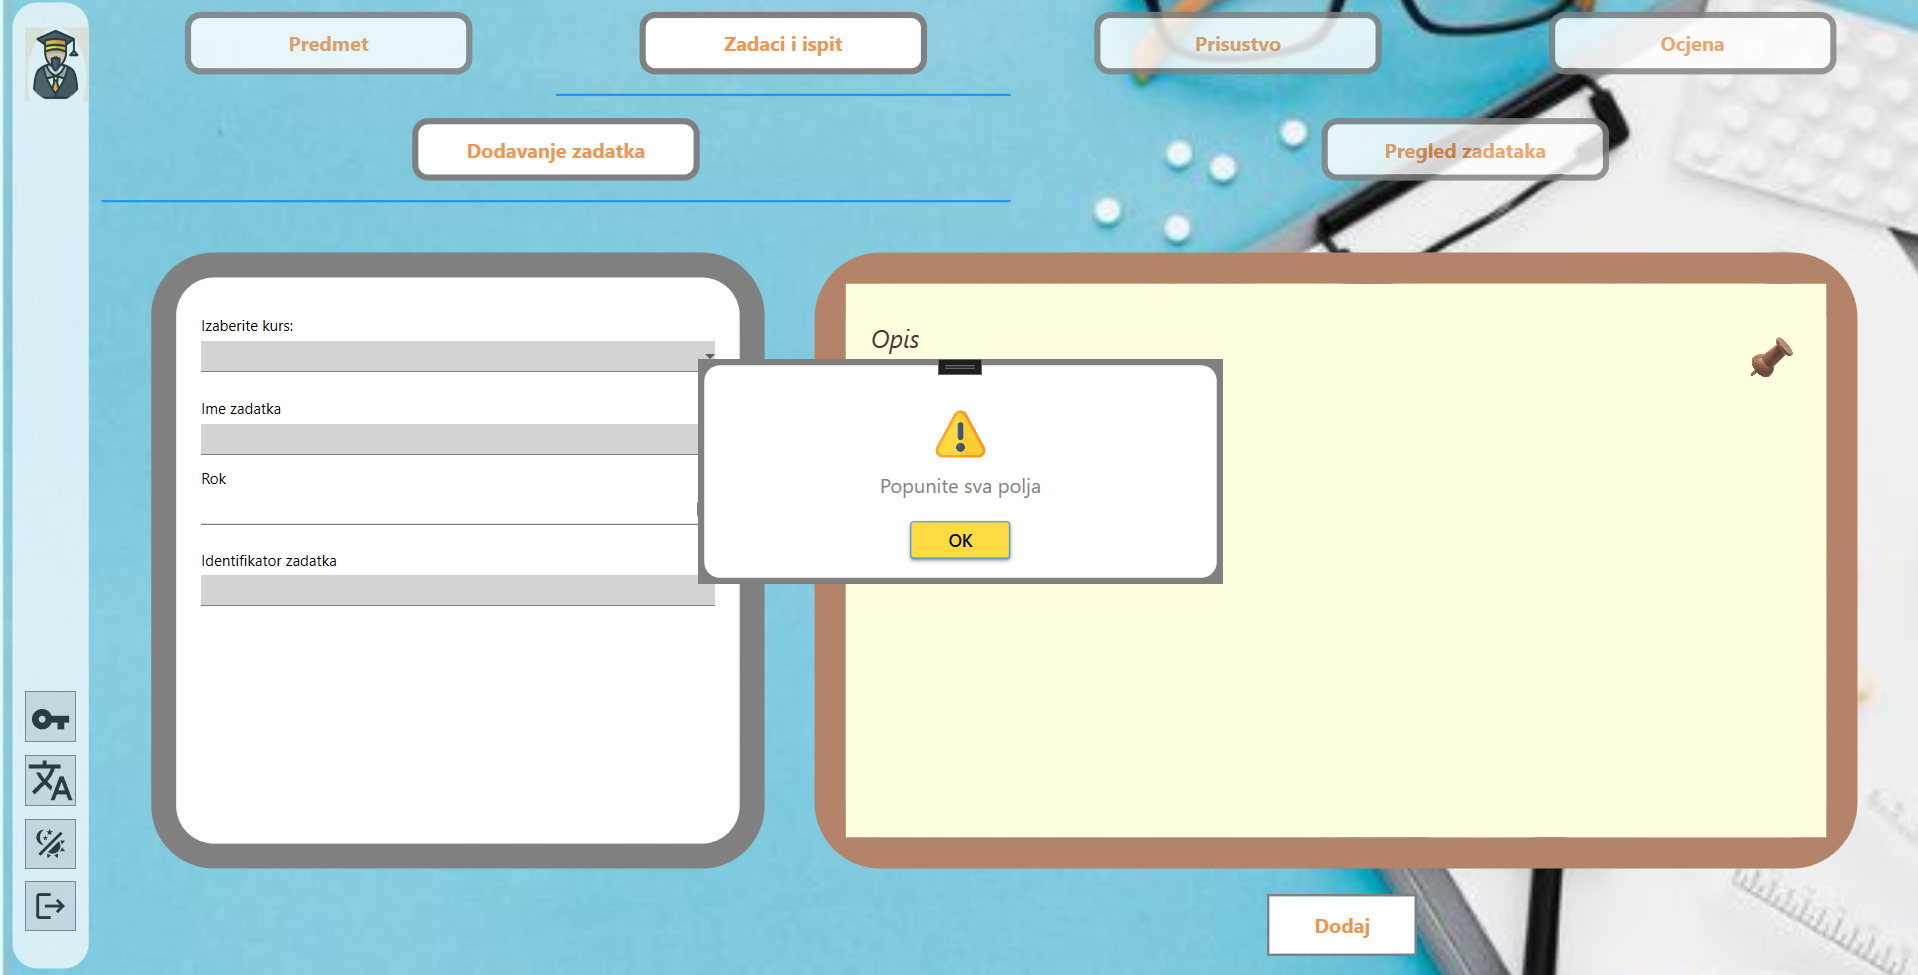 Predmet
Zadaci i ispit
Prisustvo
Ocjena
Dodavanje zadatka
Pregled zadataka
Izaberite kurs:
Ime zadatka
Rok
Identifikator zadatka
Opis
Popunite sva polja
OK
Dodaj